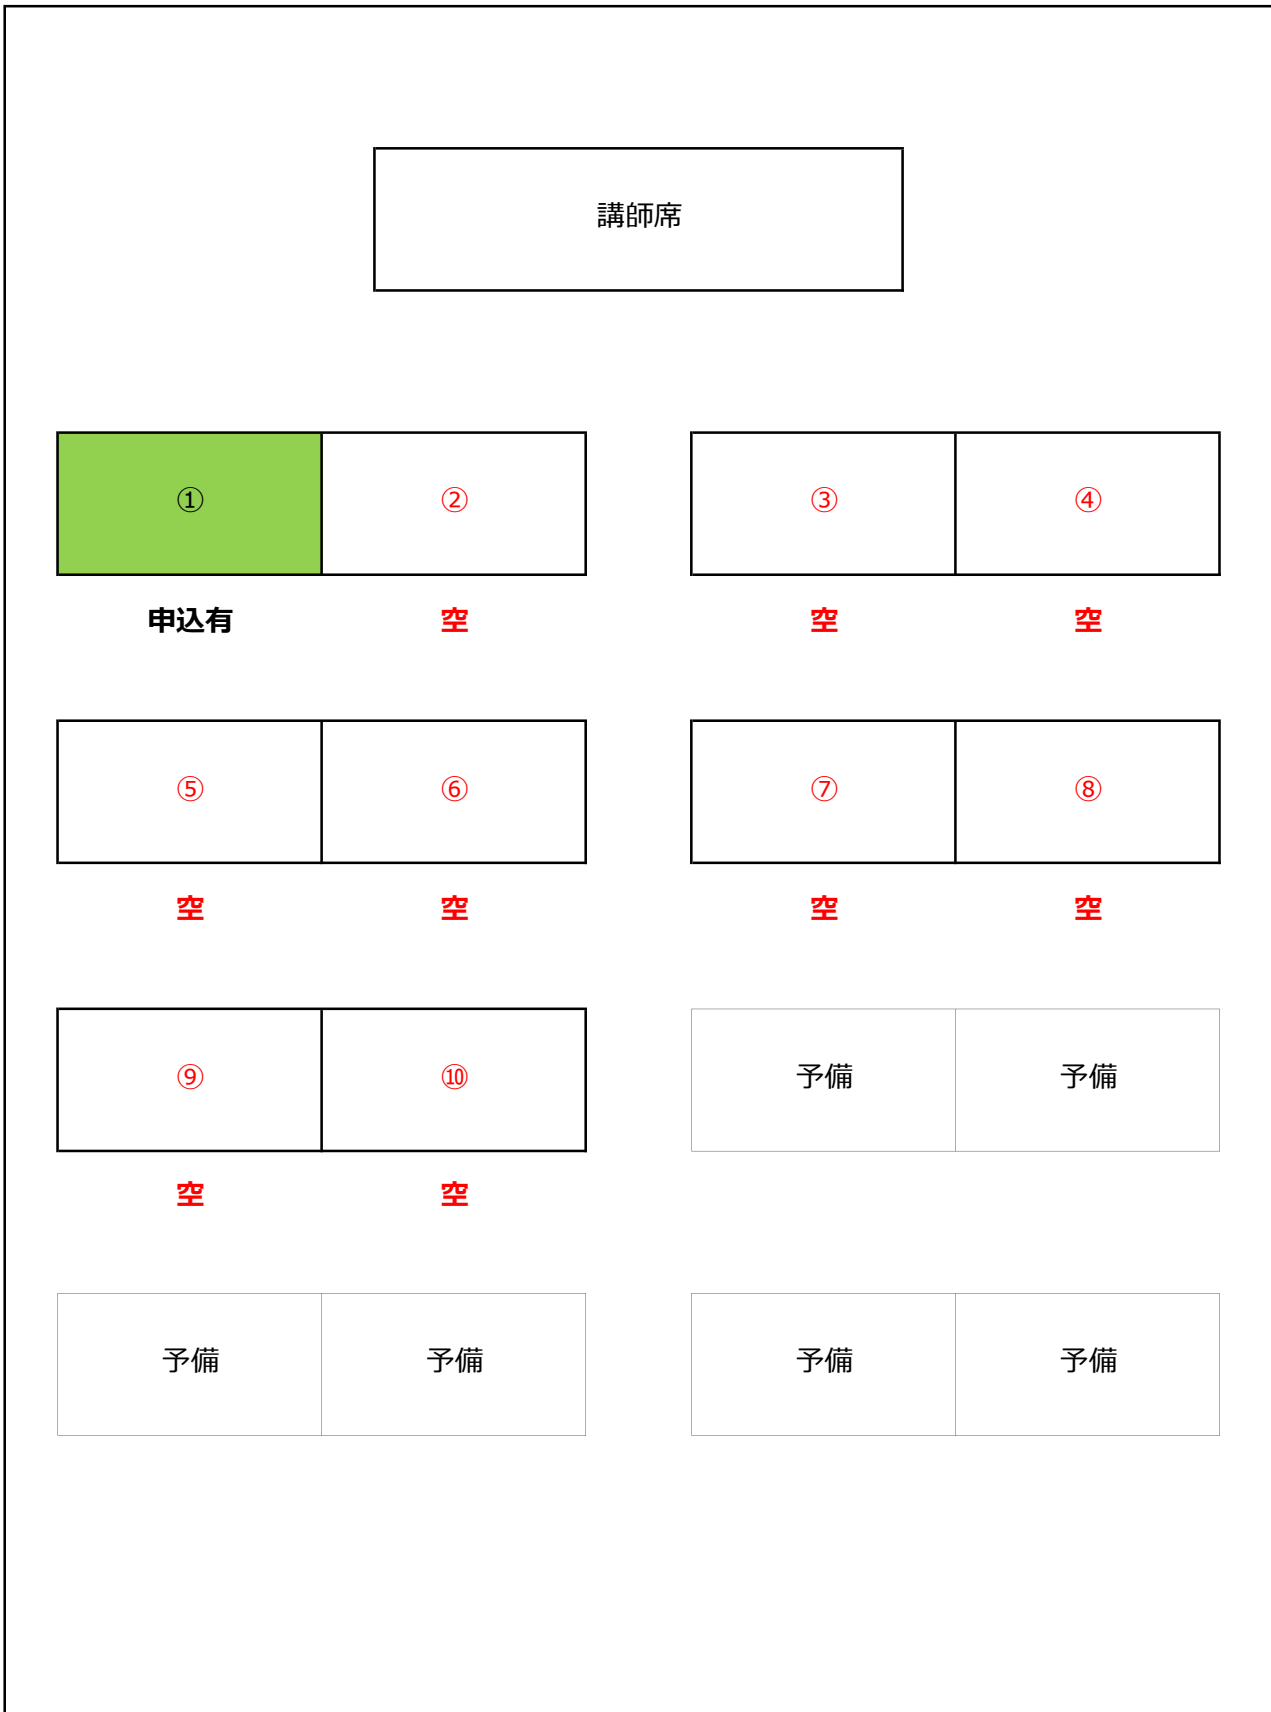 講師席
① ② ③ ④
申込有 空 空 空
⑤ ⑥ ⑦ ⑧
空 空 空 空
⑨ ⑩ 予備 予備
空 空
予備 予備 予備 予備